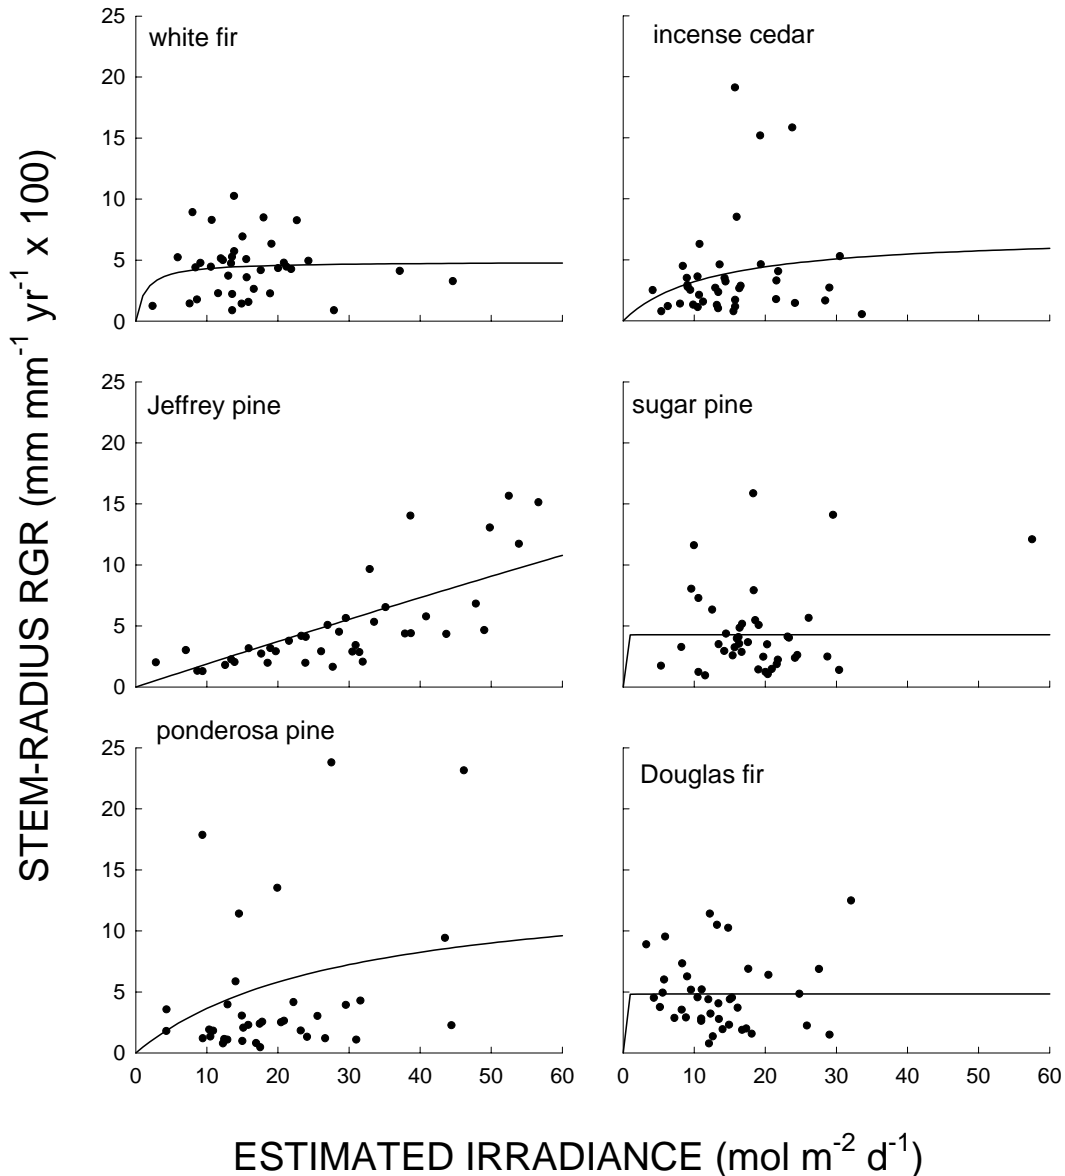 STEM-RADIUS RGR (mm mm⁻¹ yr⁻¹ x 100)
25
20
15
10
5
0
white fir
incense cedar
25
20
15
10
5
0
Jeffrey pine
sugar pine
25
20
15
10
5
0
ponderosa pine
Douglas fir
0 10 20 30 40 50 60
0 10 20 30 40 50 60
ESTIMATED IRRADIANCE (mol m⁻² d⁻¹)